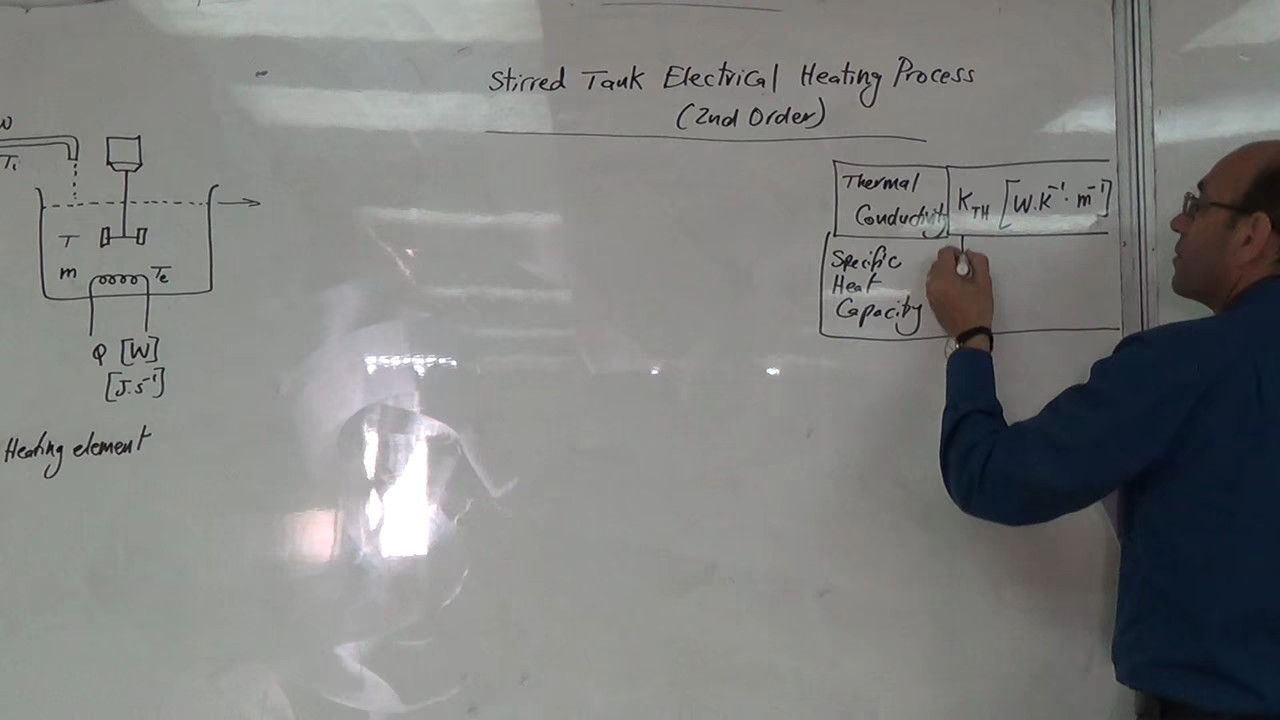 Stirred Tank Electrical Heating Process
(2nd Order)
W
Ti
T
m
Te
Q [W]
[J.s⁻¹]
Heating element
Thermal
Conductivity
K_TH [W.K⁻¹.m⁻¹]
Specific
Heat
Capacity